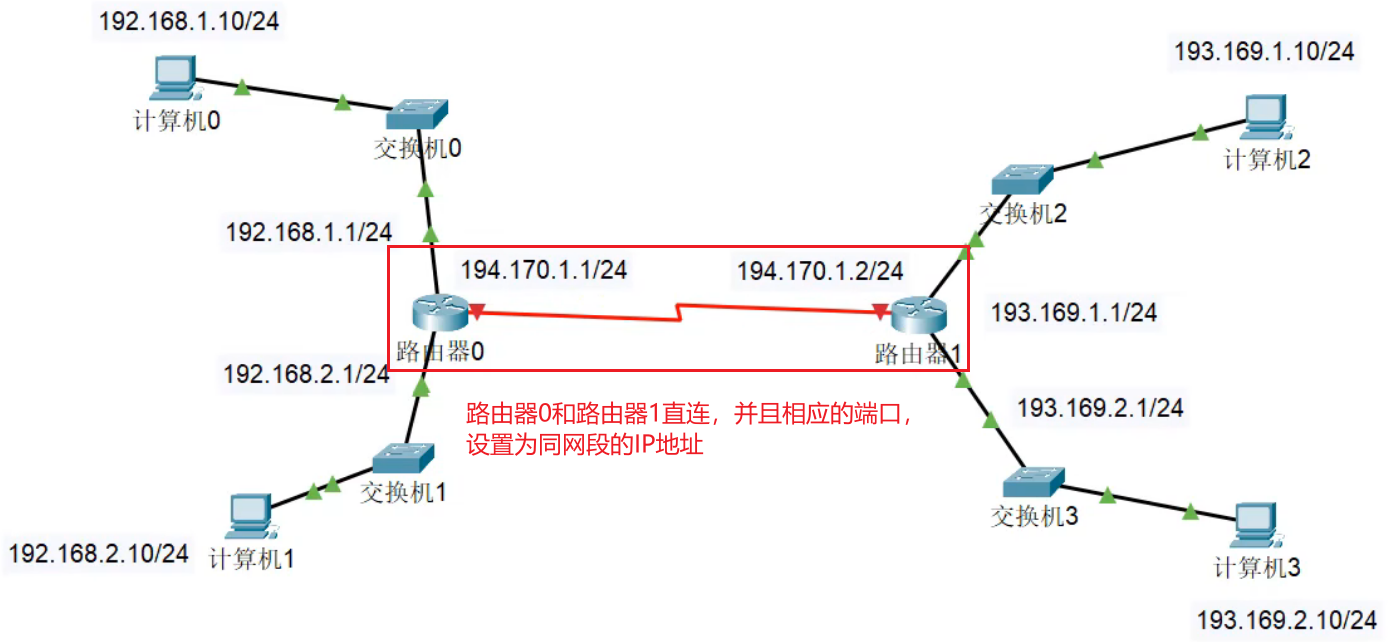 192.168.1.10/24
193.169.1.10/24
计算机0
交换机0
计算机2
交换机2
192.168.1.1/24
194.170.1.1/24
194.170.1.2/24
193.169.1.1/24
路由器0
路由器1
192.168.2.1/24
193.169.2.1/24
路由器0和路由器1直连，并且相应的端口，
设置为同网段的IP地址
交换机1
交换机3
192.168.2.10/24
计算机1
计算机3
193.169.2.10/24